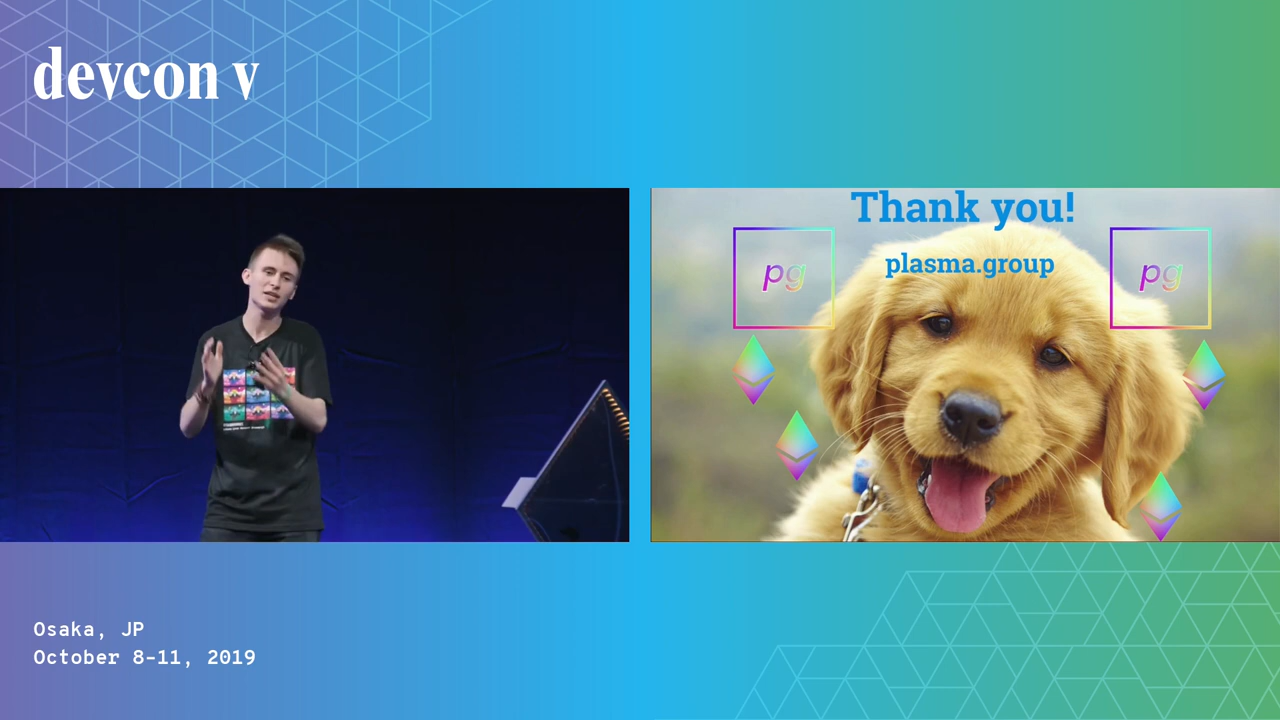 devcon v
Thank you!
plasma.group
pg
pg
Osaka, JP
October 8-11, 2019